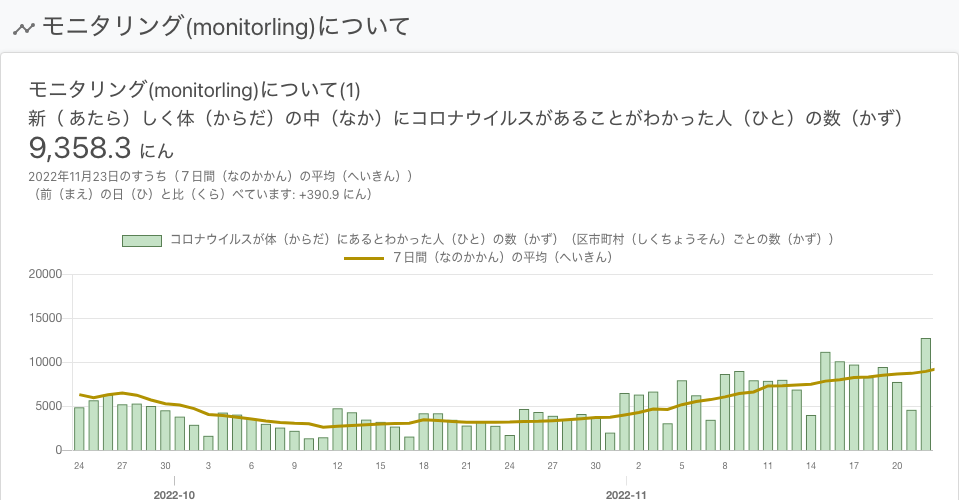 モニタリング(monitorling)について
モニタリング(monitorling)について(1)
新（ あたら）しく体（からだ）の中（なか）にコロナウイルスがあることがわかった人（ひと）の数（かず）
9,358.3 にん
2022年11月23日のすうち（７日間（なのかかん）の平均（へいきん））
（前（まえ）の日（ひ）と比（くら）べています: +390.9 にん）
コロナウイルスが体（からだ）にあるとわかった人（ひと）の数（かず）（区市町村（しくちょうそん）ごとの数（かず））
７日間（なのかかん）の平均（へいきん）
20000
15000
10000
5000
0
24 27 30 3 6 9 12 15 18 21 24 27 30 2 5 8 11 14 17 20
2022-10 2022-11